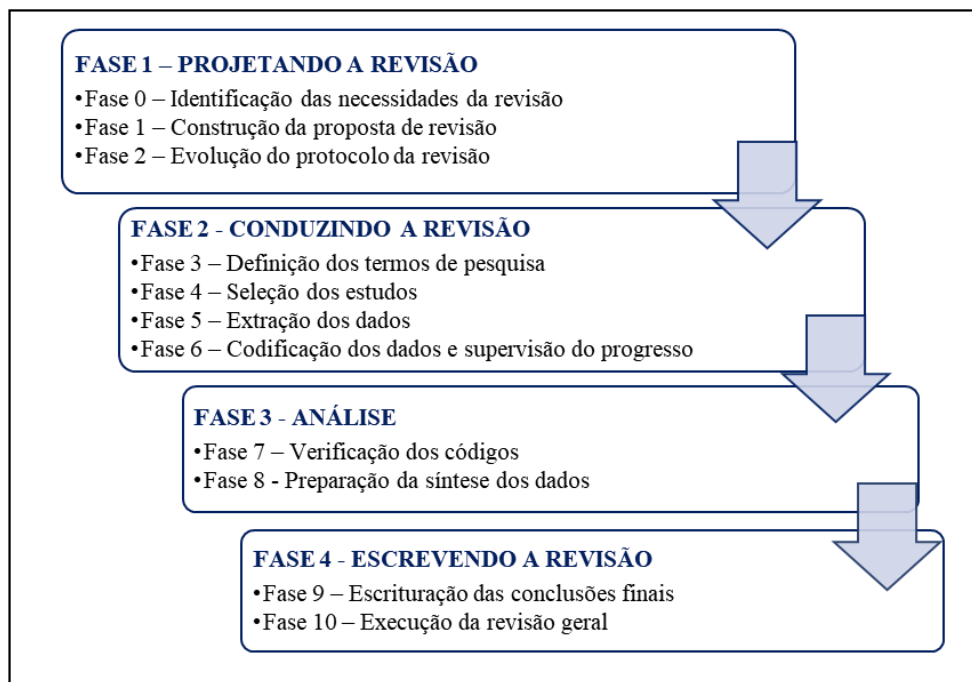 FASE 1 – PROJETANDO A REVISÃO
•Fase 0 – Identificação das necessidades da revisão
•Fase 1 – Construção da proposta de revisão
•Fase 2 – Evolução do protocolo da revisão
FASE 2 - CONDUZINDO A REVISÃO
•Fase 3 – Definição dos termos de pesquisa
•Fase 4 – Seleção dos estudos
•Fase 5 – Extração dos dados
•Fase 6 – Codificação dos dados e supervisão do progresso
FASE 3 - ANÁLISE
•Fase 7 – Verificação dos códigos
•Fase 8 - Preparação da síntese dos dados
FASE 4 - ESCREVENDO A REVISÃO
•Fase 9 – Escrituração das conclusões finais
•Fase 10 – Execução da revisão geral